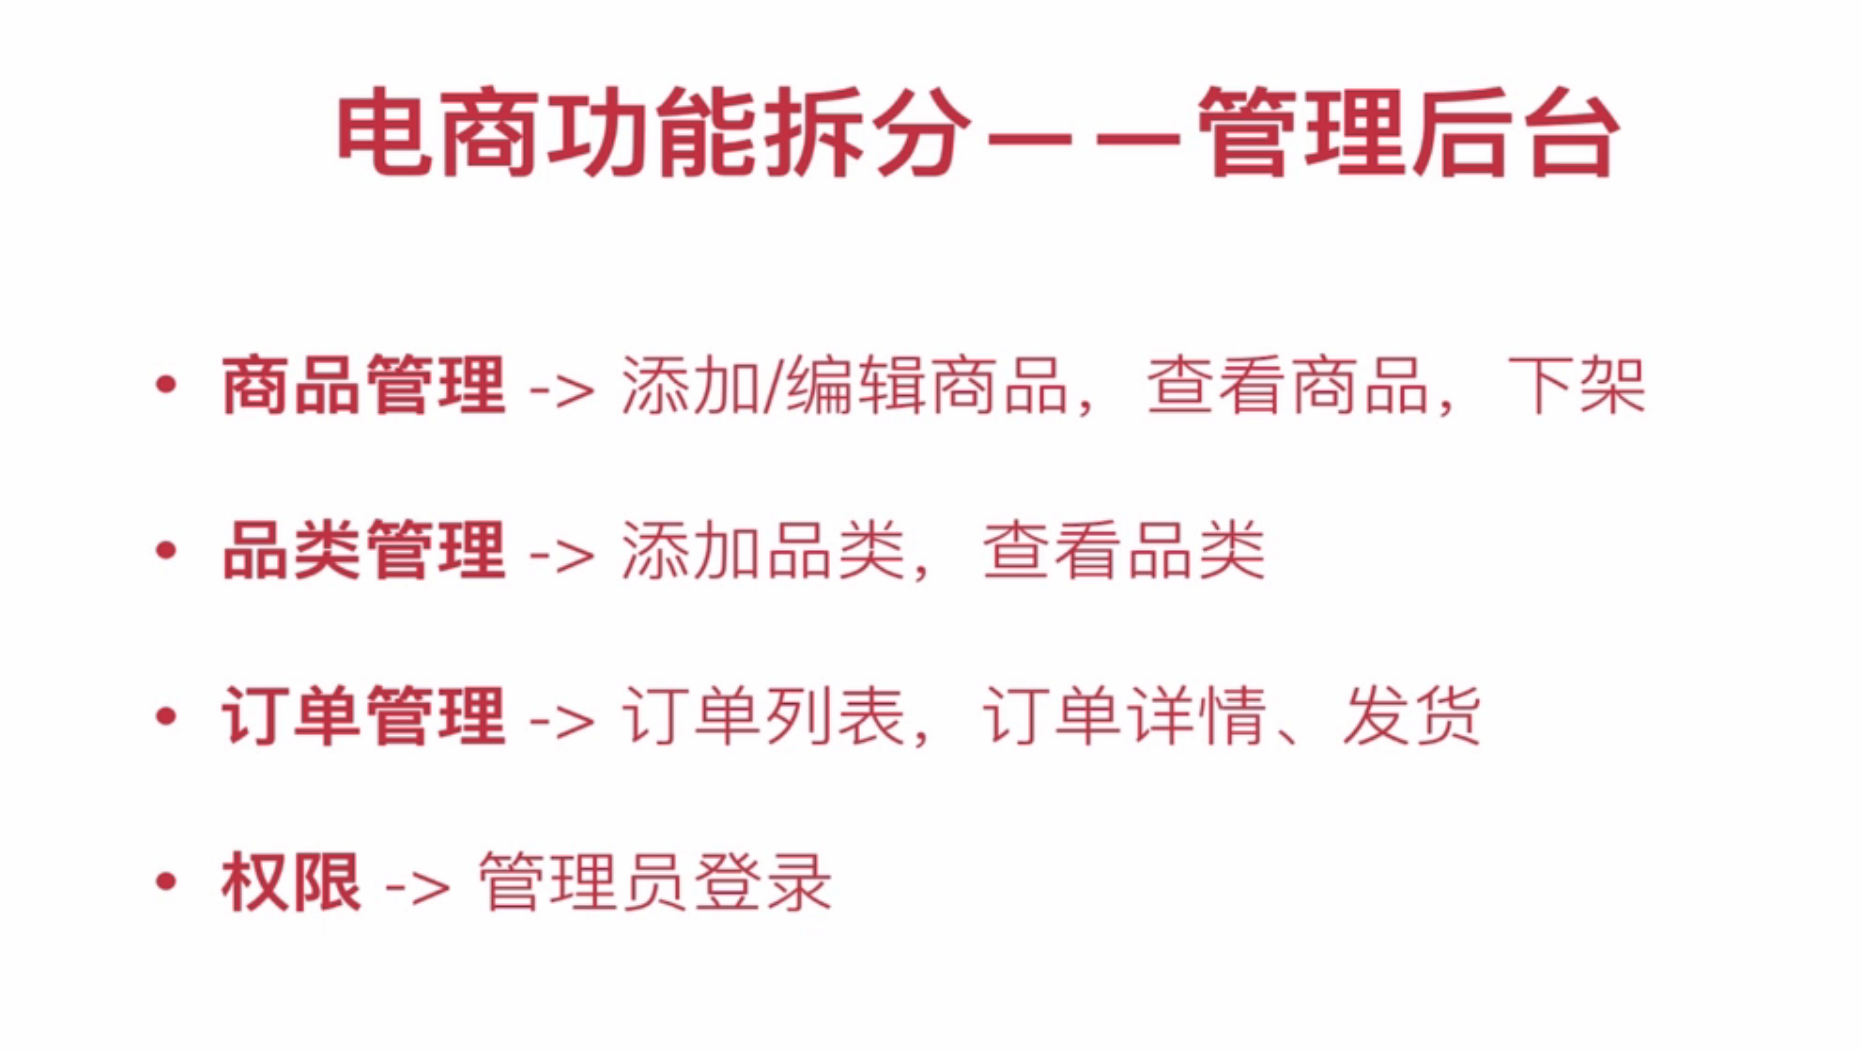 电商功能拆分——管理后台
• 商品管理 -> 添加/编辑商品，查看商品，下架
• 品类管理 -> 添加品类，查看品类
• 订单管理 -> 订单列表，订单详情、发货
• 权限 -> 管理员登录